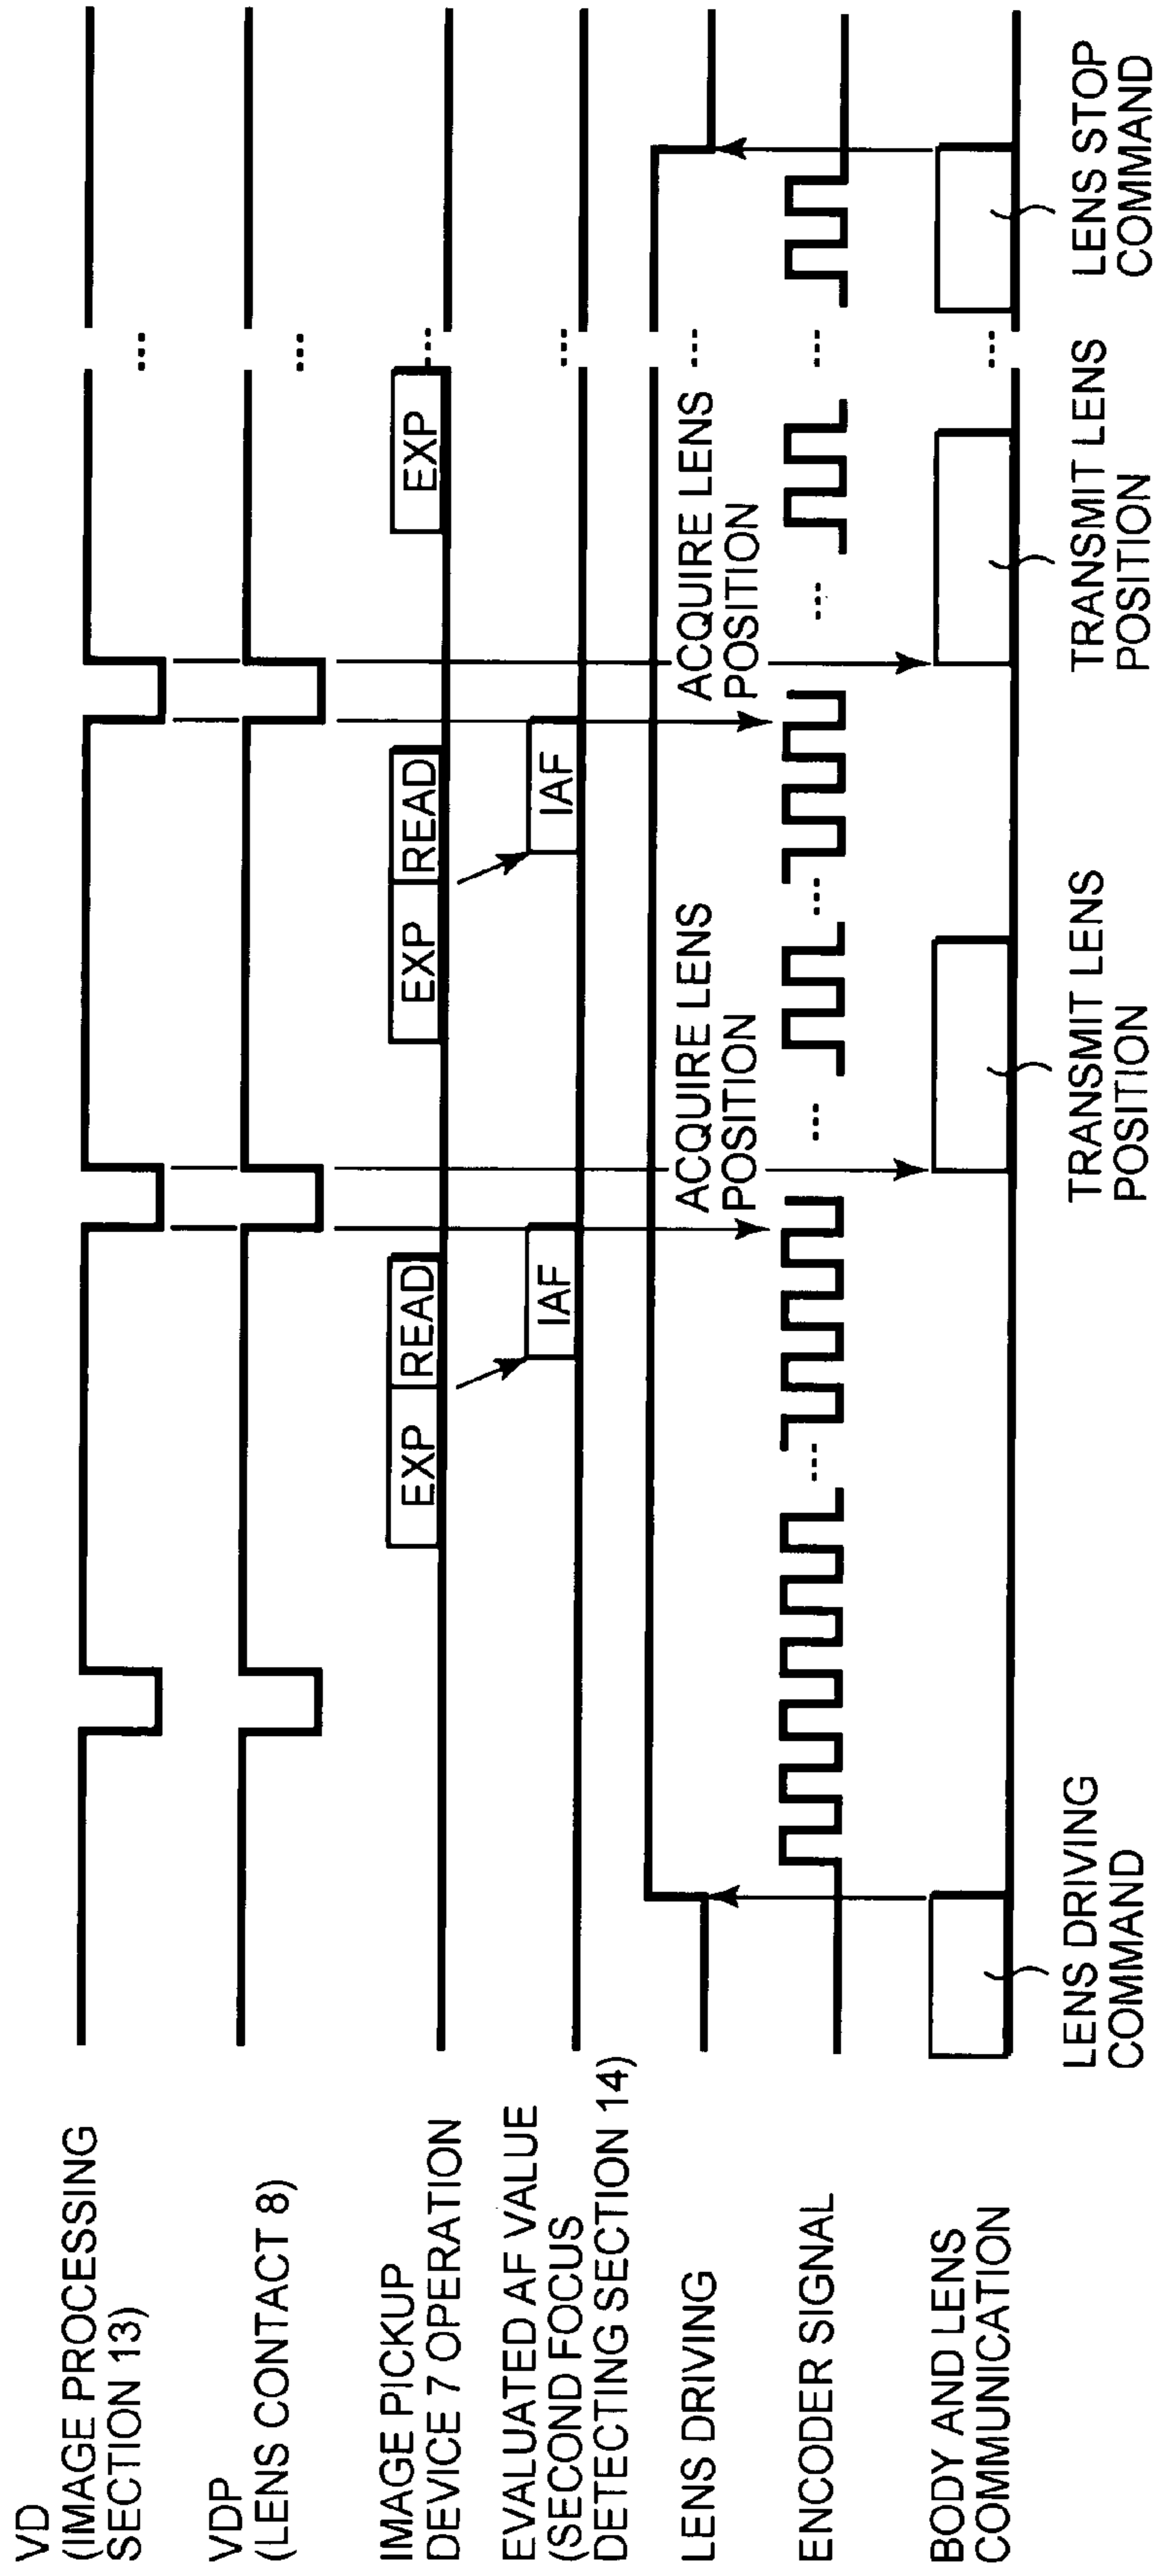 VD
(IMAGE PROCESSING
SECTION 13)
VDP
(LENS CONTACT 8)
IMAGE PICKUP
DEVICE 7 OPERATION
EXP
READ
EXP
READ
EXP
...
EVALUATED AF VALUE
(SECOND FOCUS
DETECTING SECTION 14)
IAF
IAF
LENS DRIVING
ACQUIRE LENS
POSITION
ACQUIRE LENS
POSITION
ENCODER SIGNAL
BODY AND LENS
COMMUNICATION
LENS DRIVING
COMMAND
TRANSMIT LENS
POSITION
TRANSMIT LENS
POSITION
LENS STOP
COMMAND